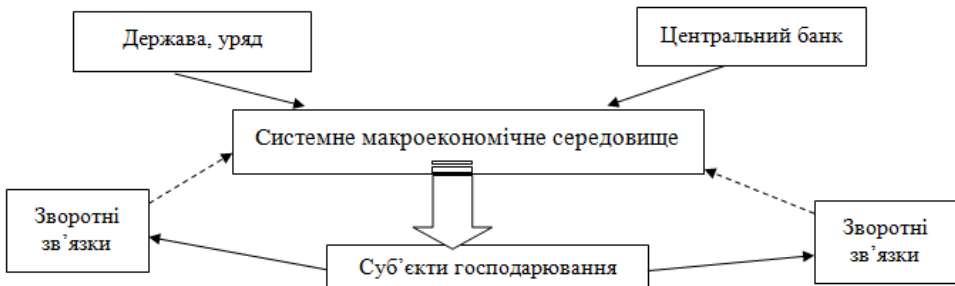 Держава, уряд
Центральний банк
Системне макроекономічне середовище
Зворотні
зв’язки
Зворотні
зв’язки
Суб’єкти господарювання